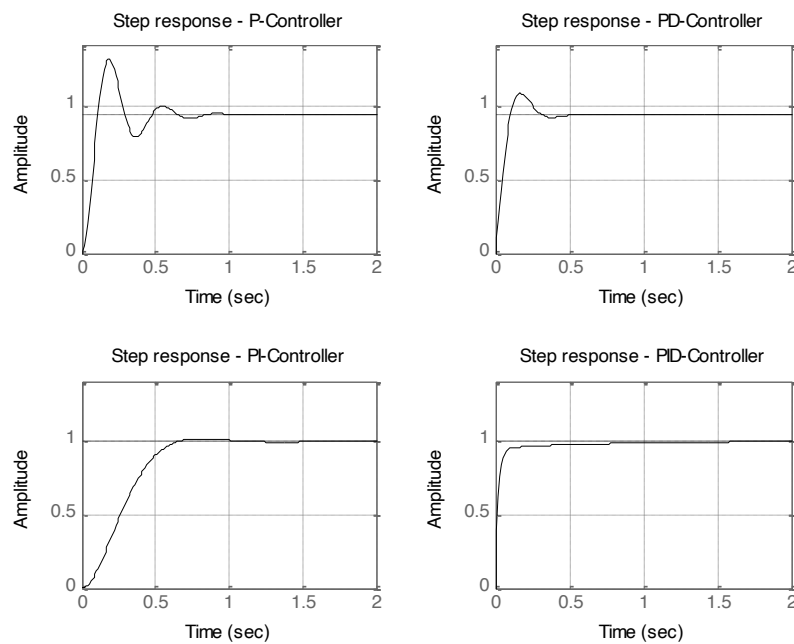 Step response - P-Controller
Amplitude
1
0.5
0
0 0.5 1 1.5 2
Time (sec)
Step response - PD-Controller
Amplitude
1
0.5
0
0 0.5 1 1.5 2
Time (sec)
Step response - PI-Controller
Amplitude
1
0.5
0
0 0.5 1 1.5 2
Time (sec)
Step response - PID-Controller
Amplitude
1
0.5
0
0 0.5 1 1.5 2
Time (sec)